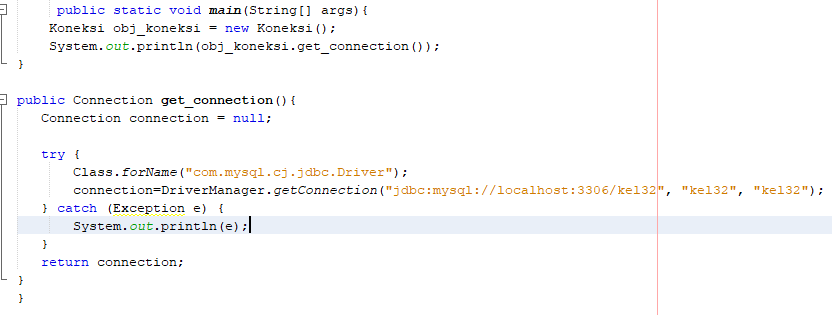 public static void main(String[] args){
Koneksi obj_koneksi = new Koneksi();
System.out.println(obj_koneksi.get_connection());
}
public Connection get_connection(){
Connection connection = null;
try {
Class.forName("com.mysql.cj.jdbc.Driver");
connection=DriverManager.getConnection("jdbc:mysql://localhost:3306/kel32", "kel32", "kel32");
} catch (Exception e) {
System.out.println(e);
}
return connection;
}
}